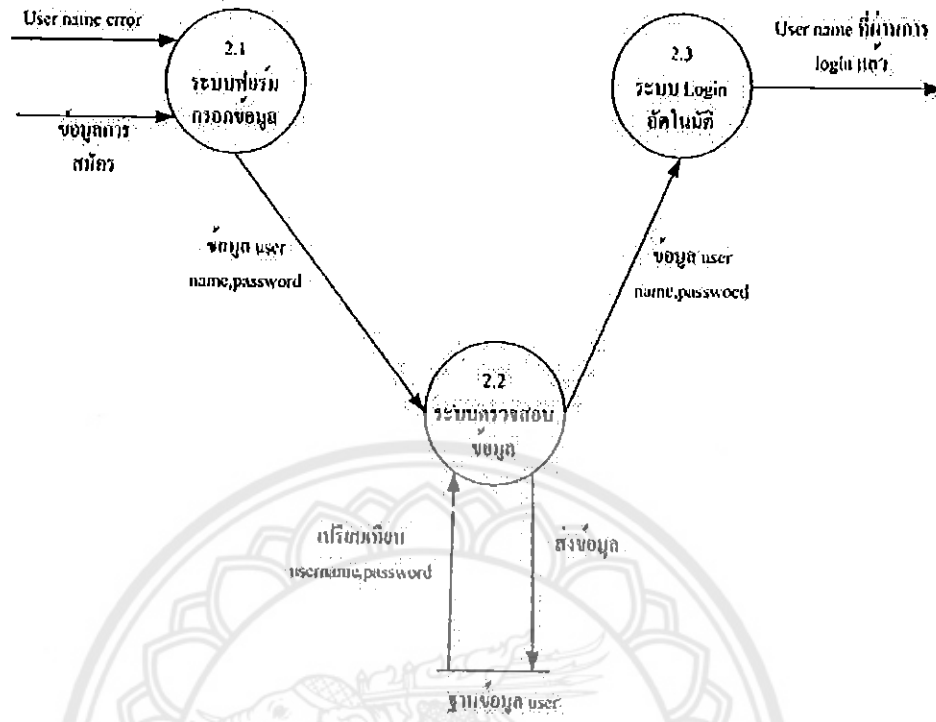 User name error
2.1
ระบบฟอร์ม
กรอกข้อมูล
ข้อมูลการ
สมัคร
2.3
ระบบ Login
อัตโนมัติ
User name ที่ผ่านการ
login แล้ว
ข้อมูล user
name,password
ข้อมูล user
name,passwoed
2.2
ระบบตรวจสอบ
ข้อมูล
เปรียบเทียบ
username,password
ส่งข้อมูล
ฐานข้อมูล user